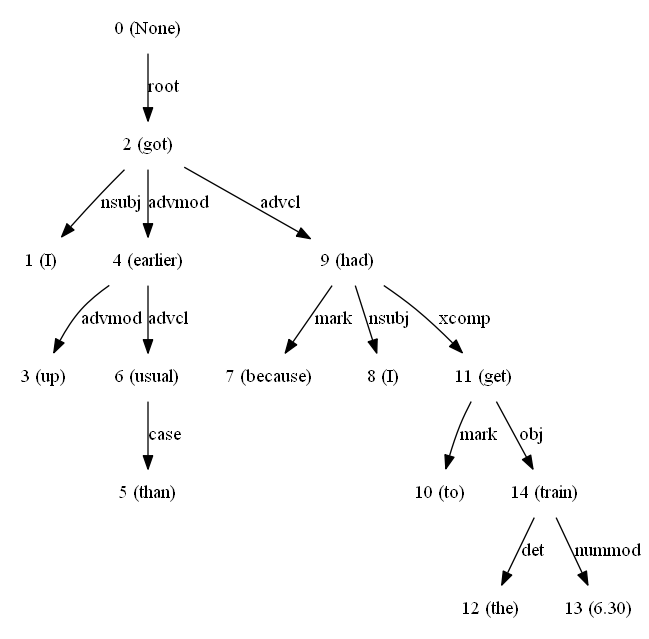 0 (None)
root
2 (got)
nsubj advmod advcl
1 (I) 4 (earlier) 9 (had)
advmod advcl mark nsubj xcomp
3 (up) 6 (usual) 7 (because) 8 (I) 11 (get)
case mark obj
5 (than) 10 (to) 14 (train)
det nummod
12 (the) 13 (6.30)